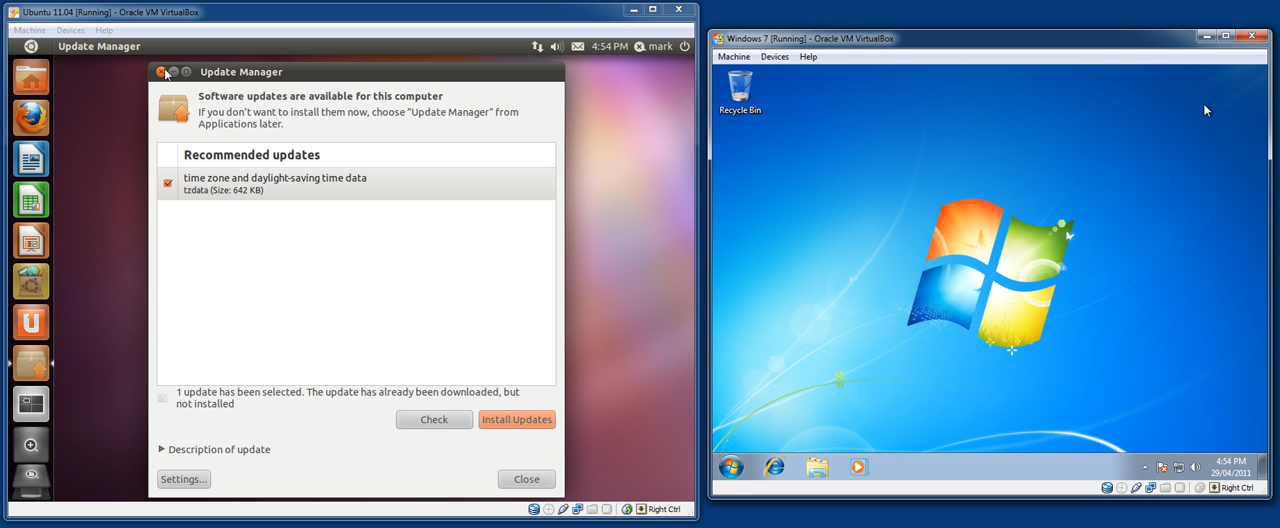 Ubuntu 11.04 [Running] - Oracle VM VirtualBox
Machine Devices Help
Update Manager 4:54 PM mark
Update Manager
Software updates are available for this computer
If you don't want to install them now, choose "Update Manager" from
Applications later.
Recommended updates
time zone and daylight-saving time data
tzdata (Size: 642 KB)
1 update has been selected. The update has already been downloaded, but
not installed
Check Install Updates
Description of update
Settings... Close
Right Ctrl
Windows 7 [Running] - Oracle VM VirtualBox
Machine Devices Help
Recycle Bin
4:54 PM
29/04/2011
Right Ctrl